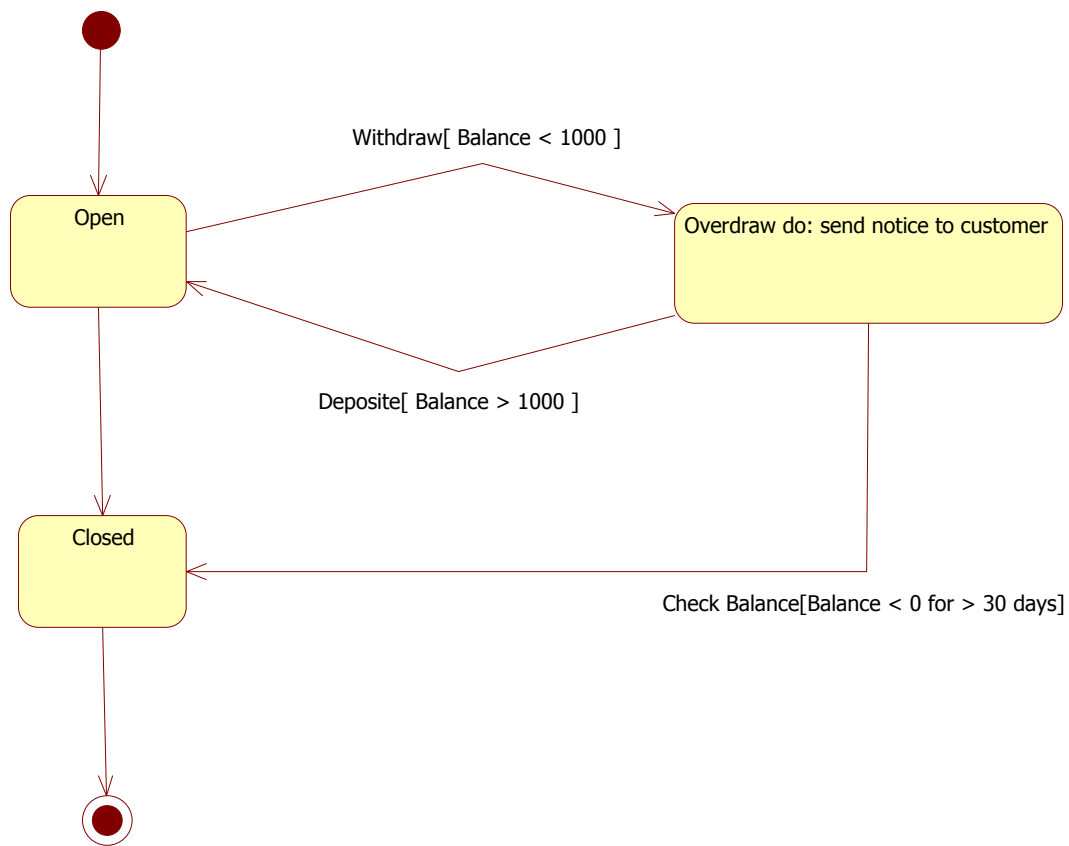 Withdraw[ Balance < 1000 ]
Open
Overdraw do: send notice to customer
Deposite[ Balance > 1000 ]
Closed
Check Balance[Balance < 0 for > 30 days]